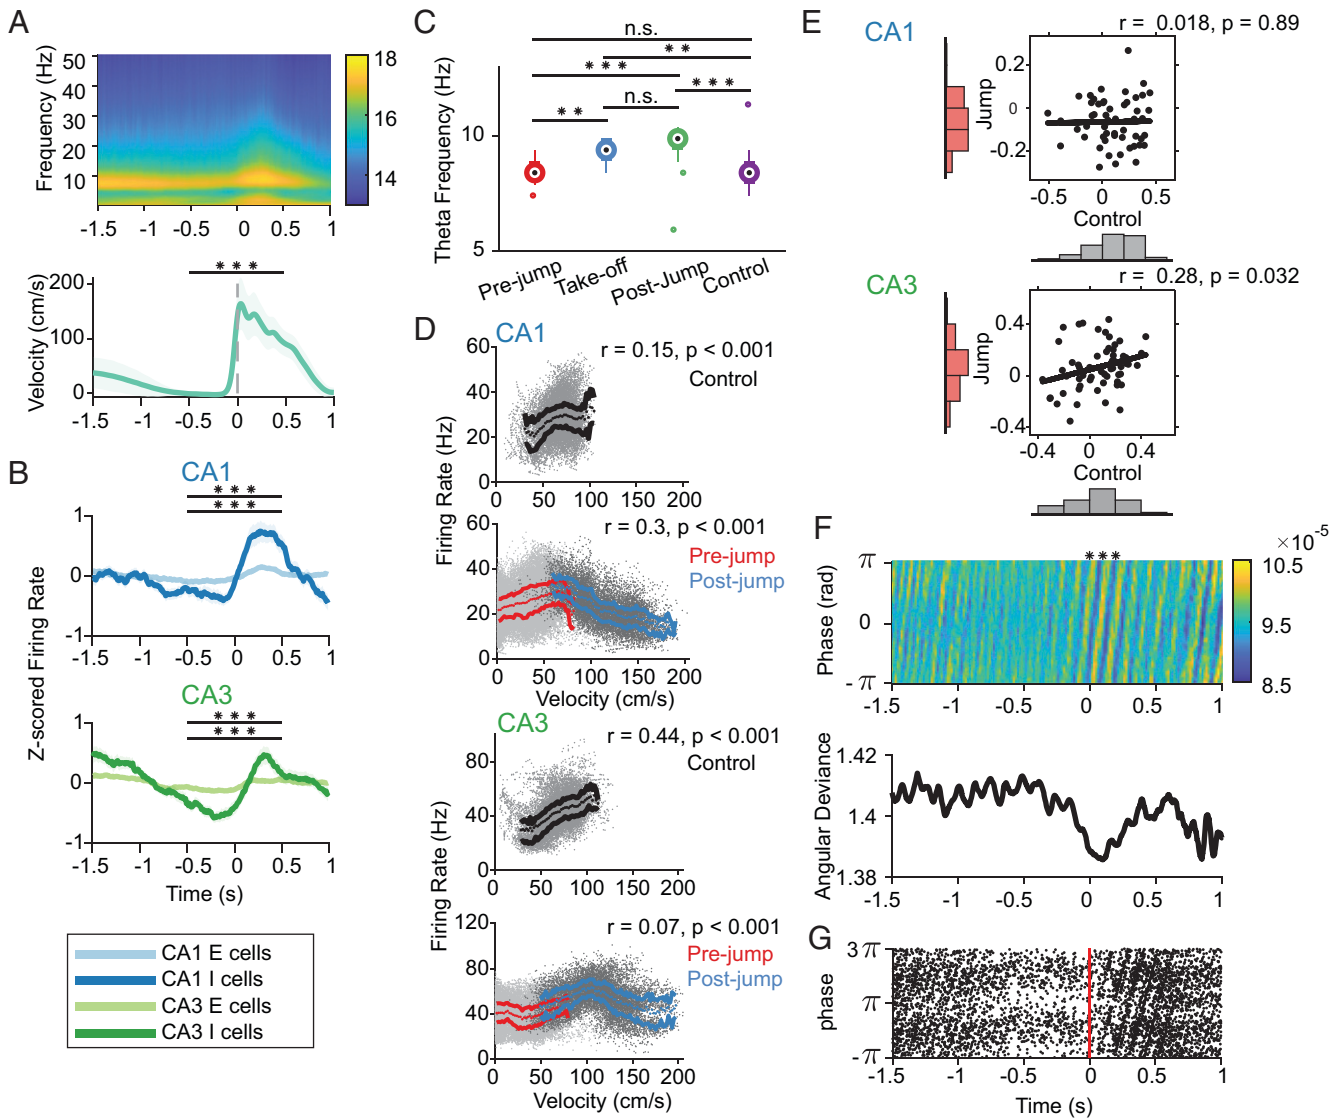 A
Frequency (Hz)
50
40
30
20
10
-1.5
-1
-0.5
0
0.5
1
18
16
14
* * *
Velocity (cm/s)
200
100
0
-1.5
-1
-0.5
0
0.5
1
B
CA1
* * *
* * *
Z-scored Firing Rate
1
0
-1
-1.5
-1
-0.5
0
0.5
1
CA3
* * *
* * *
1
0
-1
-1.5
-1
-0.5
0
0.5
1
Time (s)
CA1 E cells
CA1 I cells
CA3 E cells
CA3 I cells
C
n.s.
* *
* * *
* * *
n.s.
* *
Theta Frequency (Hz)
10
5
Pre-jump
Take-off
Post-Jump
Control
D
CA1
r = 0.15, p < 0.001
Control
Firing Rate (Hz)
60
40
20
0
0
50
100
150
200
r = 0.3, p < 0.001
Pre-jump
Post-jump
60
40
20
0
0
50
100
150
200
Velocity (cm/s)
CA3
r = 0.44, p < 0.001
Control
Firing Rate (Hz)
80
40
0
0
50
100
150
200
r = 0.07, p < 0.001
Pre-jump
Post-jump
120
80
40
0
0
50
100
150
200
Velocity (cm/s)
E
CA1
r = 0.018, p = 0.89
Jump
0.2
0
-0.2
-0.5
0
0.5
Control
CA3
r = 0.28, p = 0.032
Jump
0.4
0
-0.4
-0.4
0
0.4
Control
F
***
×10-5
Phase (rad)
π
0
-π
10.5
9.5
8.5
-1.5
-1
-0.5
0
0.5
1
Angular Deviance
1.42
1.4
1.38
-1.5
-1
-0.5
0
0.5
1
G
phase
3π
π
-π
-1.5
-1
-0.5
0
0.5
1
Time (s)